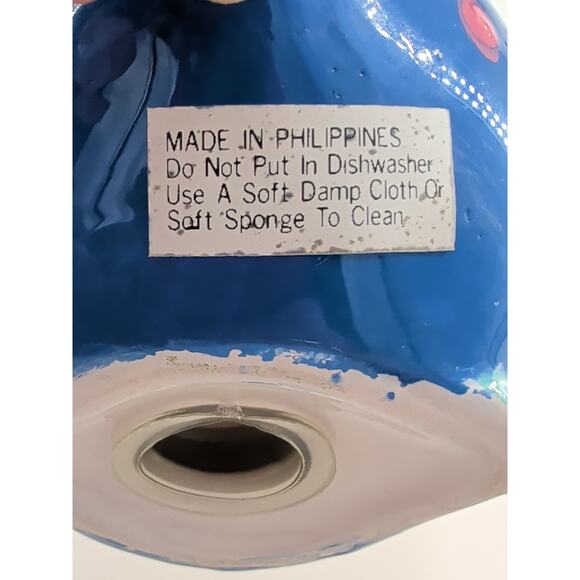 MADE IN PHILIPPINES
Do Not Put In Dishwasher
Use A Soft Damp Cloth Or
Soft Sponge To Clean